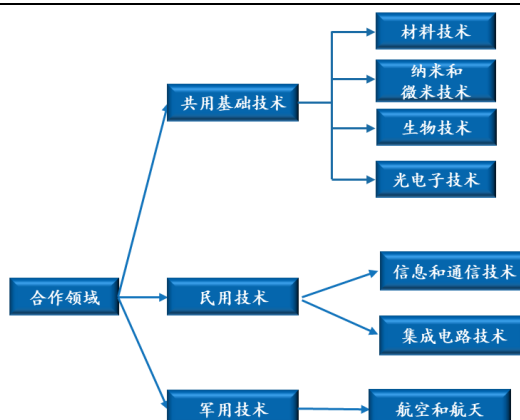 材料技术
纳米和
微米技术
共用基础技术
生物技术
光电子技术
信息和通信技术
合作领域
民用技术
集成电路技术
军用技术
航空和航天